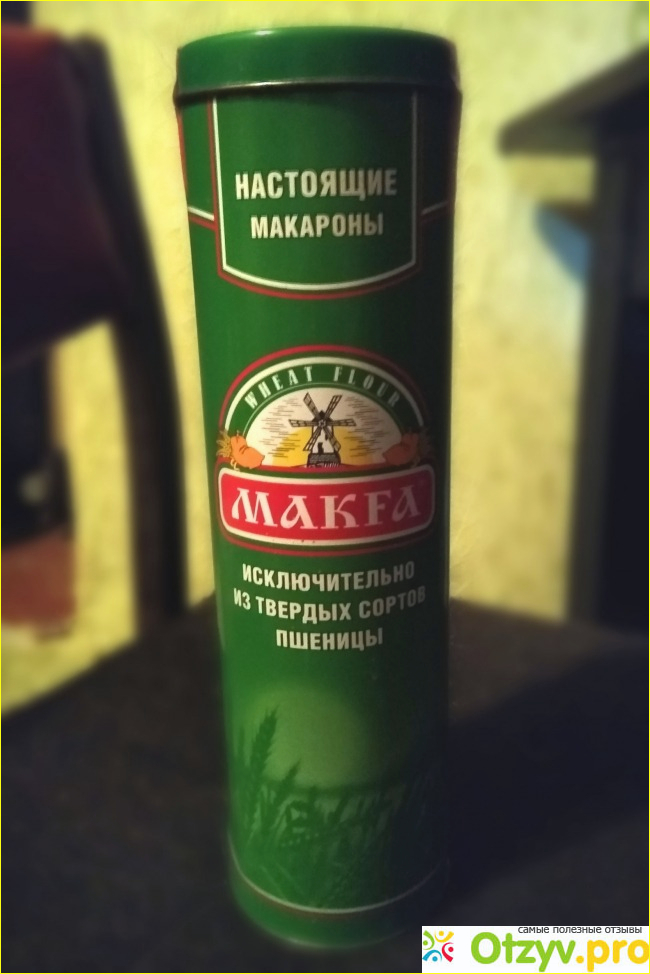 НАСТОЯЩИЕ
МАКАРОНЫ
WHEAT FLOUR
МАКFА
ИСКЛЮЧИТЕЛЬНО
ИЗ ТВЕРДЫХ СОРТОВ
ПШЕНИЦЫ
самые полезные отзывы
Otzyv.pro